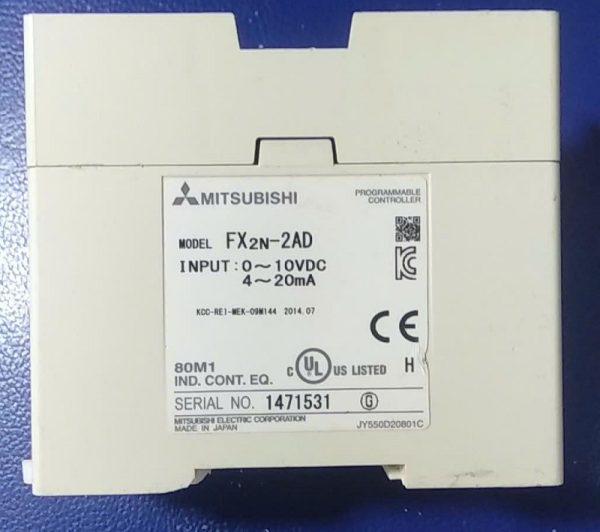 MITSUBISHI
PROGRAMMABLE
CONTROLLER
MODEL FX2N-2AD
INPUT:0~10VDC
4~20mA
KCC-REI-MEK-09M144 2014.07
CE
80M1
IND. CONT. EQ.
C UL US LISTED H
SERIAL NO. 1471531 G
MITSUBISHI ELECTRIC CORPORATION
MADE IN JAPAN
JY550D20801C